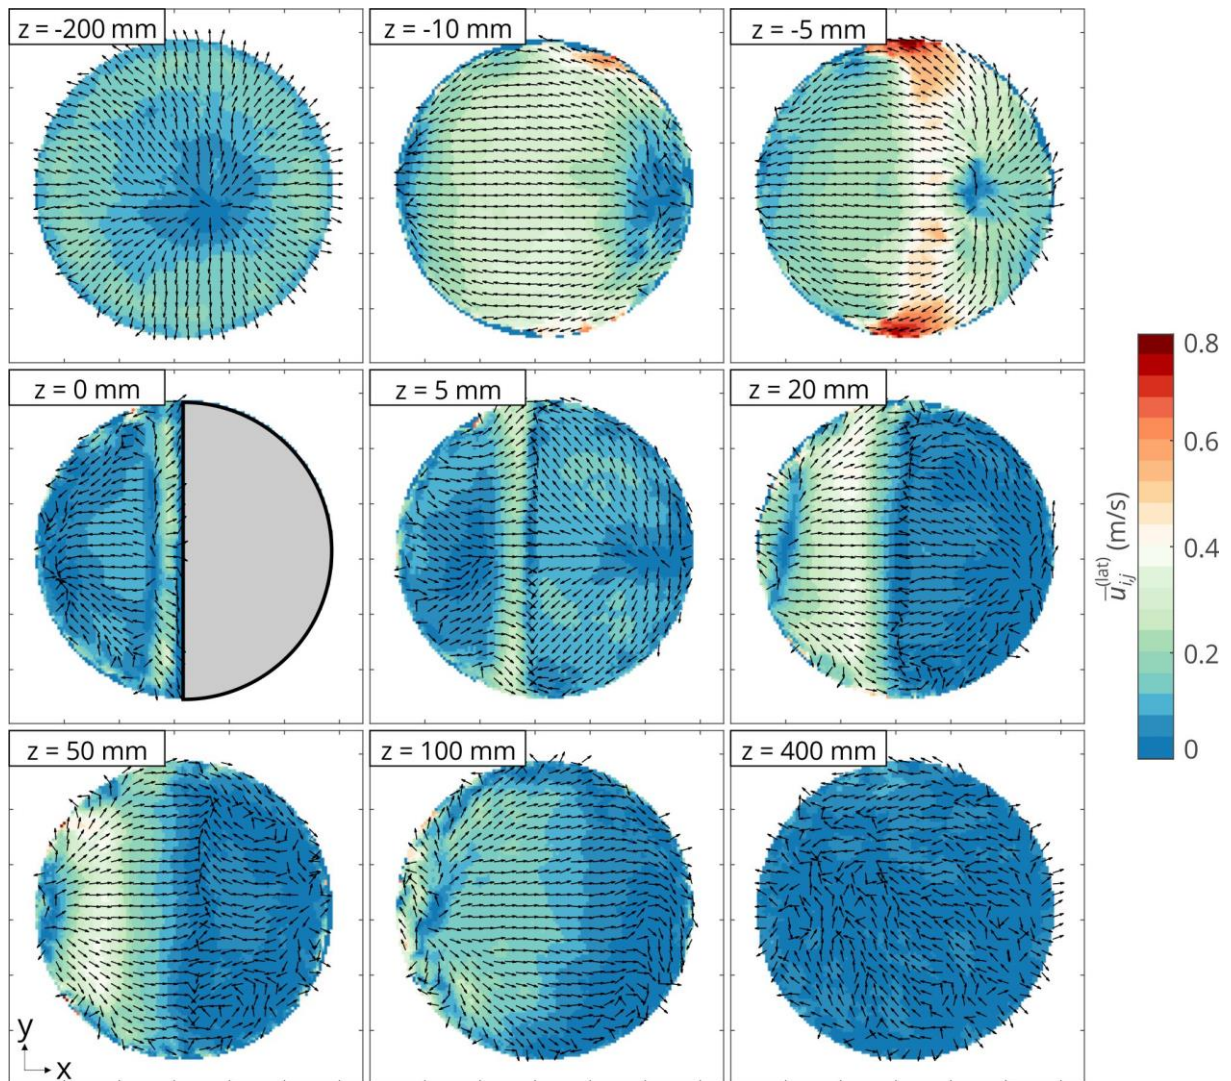 z = -200 mm
z = -10 mm
z = -5 mm
z = 0 mm
z = 5 mm
z = 20 mm
z = 50 mm
z = 100 mm
z = 400 mm
0.8
0.6
0.4
0.2
0
u̅i,j(lat) (m/s)
y
x